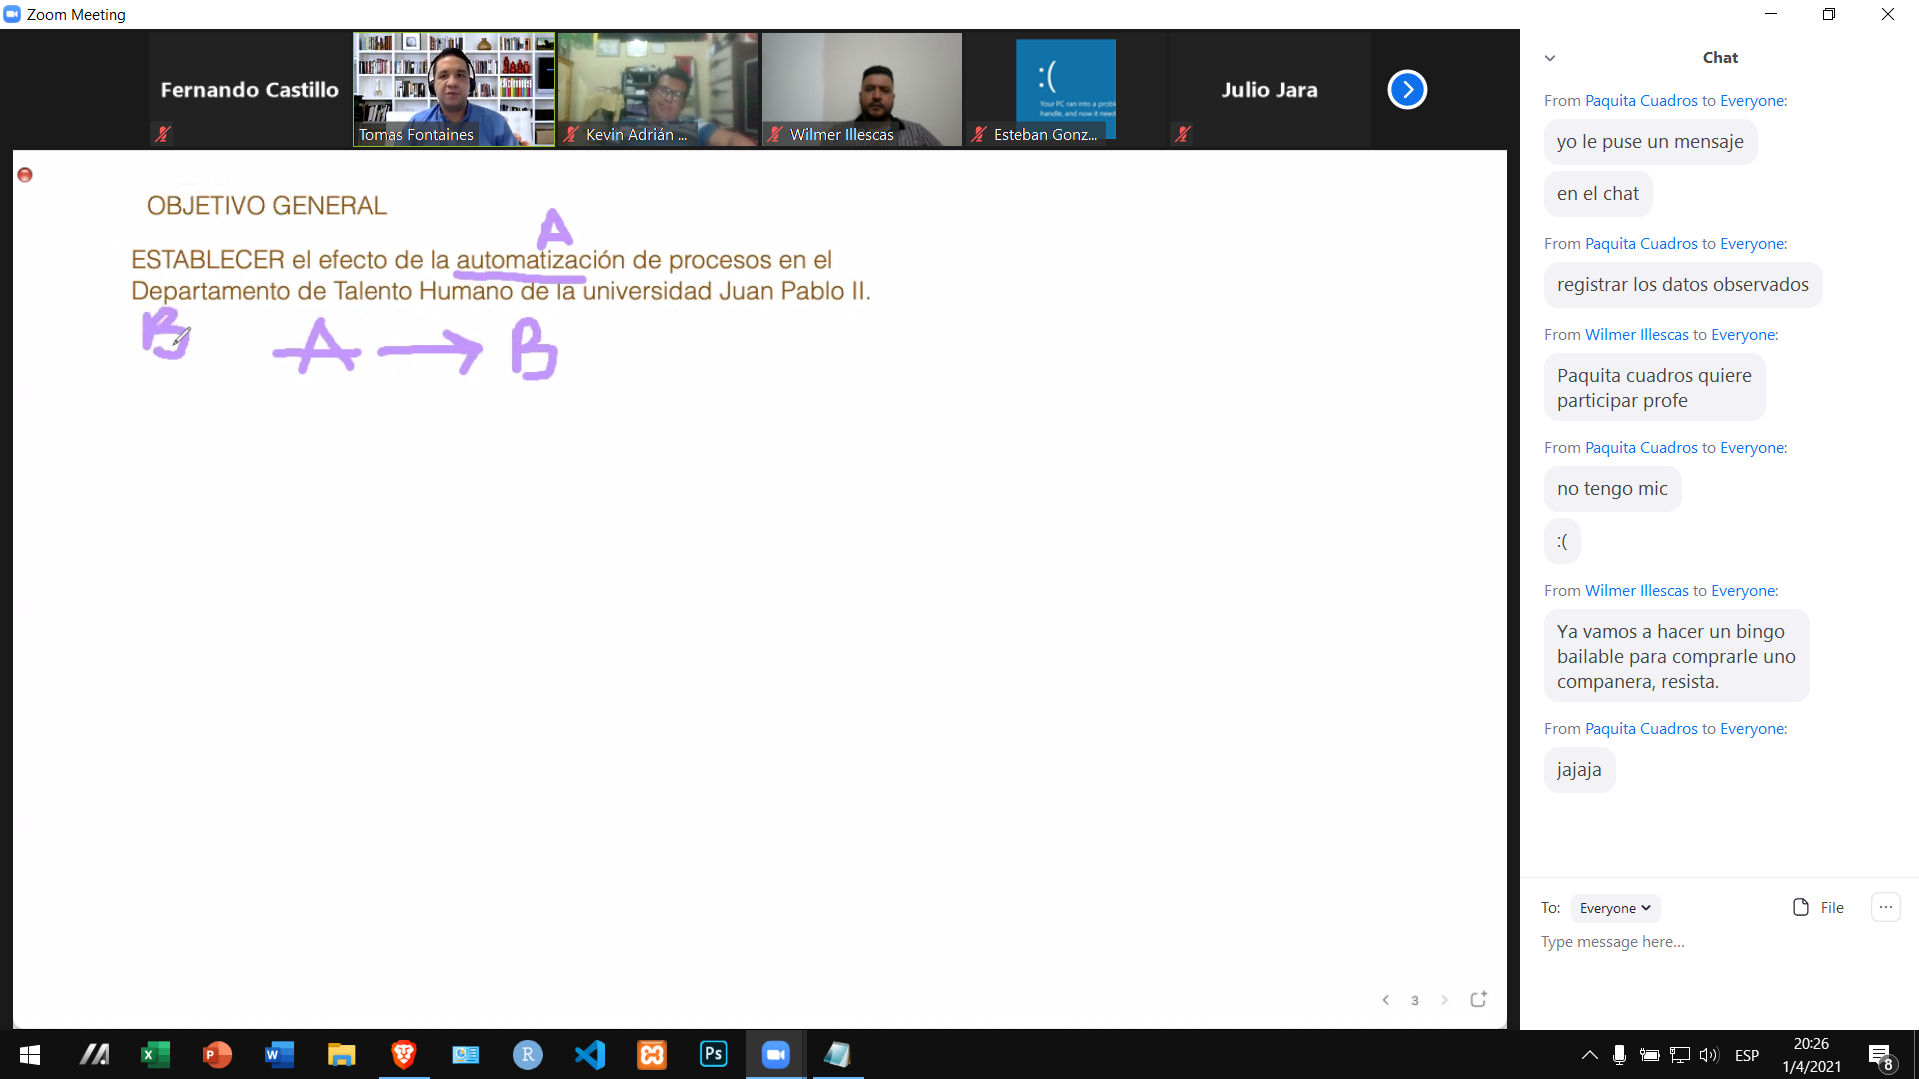 Zoom Meeting
Fernando Castillo
Tomas Fontaines
Kevin Adrián ...
Wilmer Illescas
:(
Your PC ran into a
handle, and now it need
Esteban Gonz...
Julio Jara
OBJETIVO GENERAL
A
ESTABLECER el efecto de la automatización de procesos en el
Departamento de Talento Humano de la universidad Juan Pablo II.
B
A → B
3
Chat
From Paquita Cuadros to Everyone:
yo le puse un mensaje
en el chat
From Paquita Cuadros to Everyone:
registrar los datos observados
From Wilmer Illescas to Everyone:
Paquita cuadros quiere
participar profe
From Paquita Cuadros to Everyone:
no tengo mic
:(
From Wilmer Illescas to Everyone:
Ya vamos a hacer un bingo
bailable para comprarle uno
companera, resista.
From Paquita Cuadros to Everyone:
jajaja
To: Everyone File ...
Type message here...
X P W R Ps ESP 20:26
1/4/2021 8